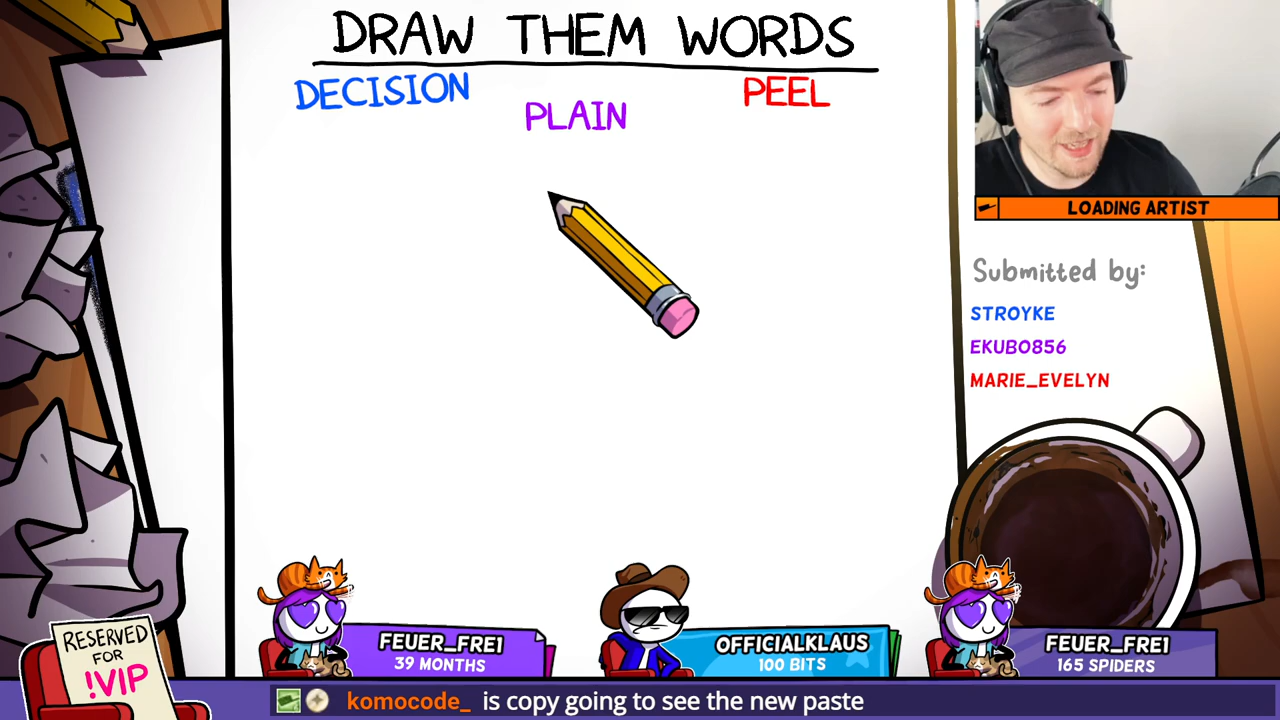 DRAW THEM WORDS
DECISION
PLAIN
PEEL
LOADING ARTIST
Submitted by:
STROYKE
EKUBO856
MARIE_EVELYN
RESERVED
FOR
!VIP
FEUER_FREI
39 MONTHS
OFFICIALKLAUS
100 BITS
FEUER_FREI
165 SPIDERS
komocode_ is copy going to see the new paste